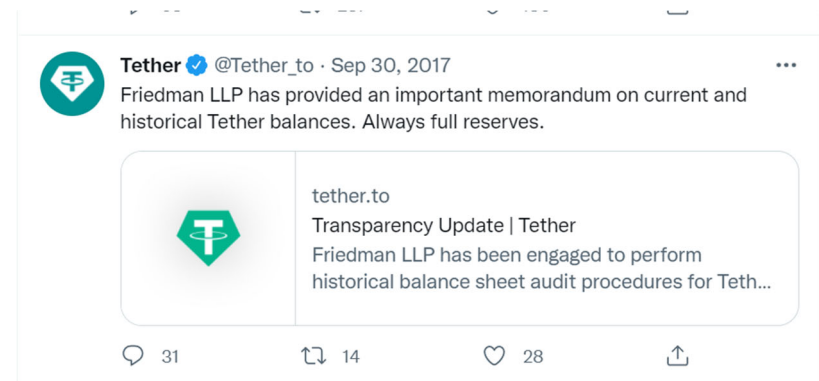 Tether @Tether_to · Sep 30, 2017
Friedman LLP has provided an important memorandum on current and
historical Tether balances. Always full reserves.
tether.to
Transparency Update | Tether
Friedman LLP has been engaged to perform
historical balance sheet audit procedures for Teth...
31 14 28